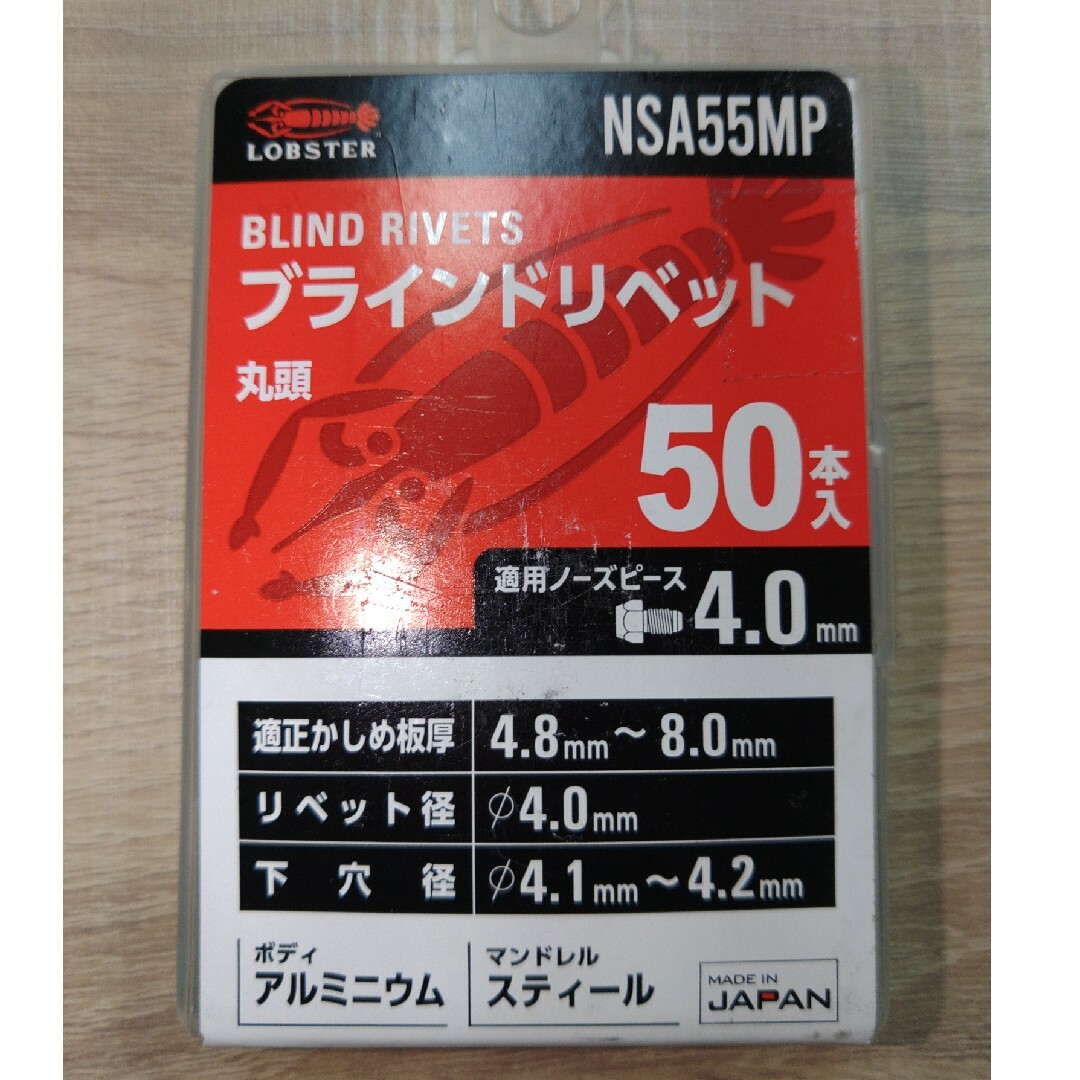 LOBSTER
NSA55MP
BLIND RIVETS
ブラインドリベット
丸頭
50本入
適用ノーズピース
4.0mm
適正かしめ板厚 4.8mm～8.0mm
リベット径 φ4.0mm
下穴径 φ4.1mm～4.2mm
ボディ
アルミニウム
マンドレル
スティール
MADE IN
JAPAN